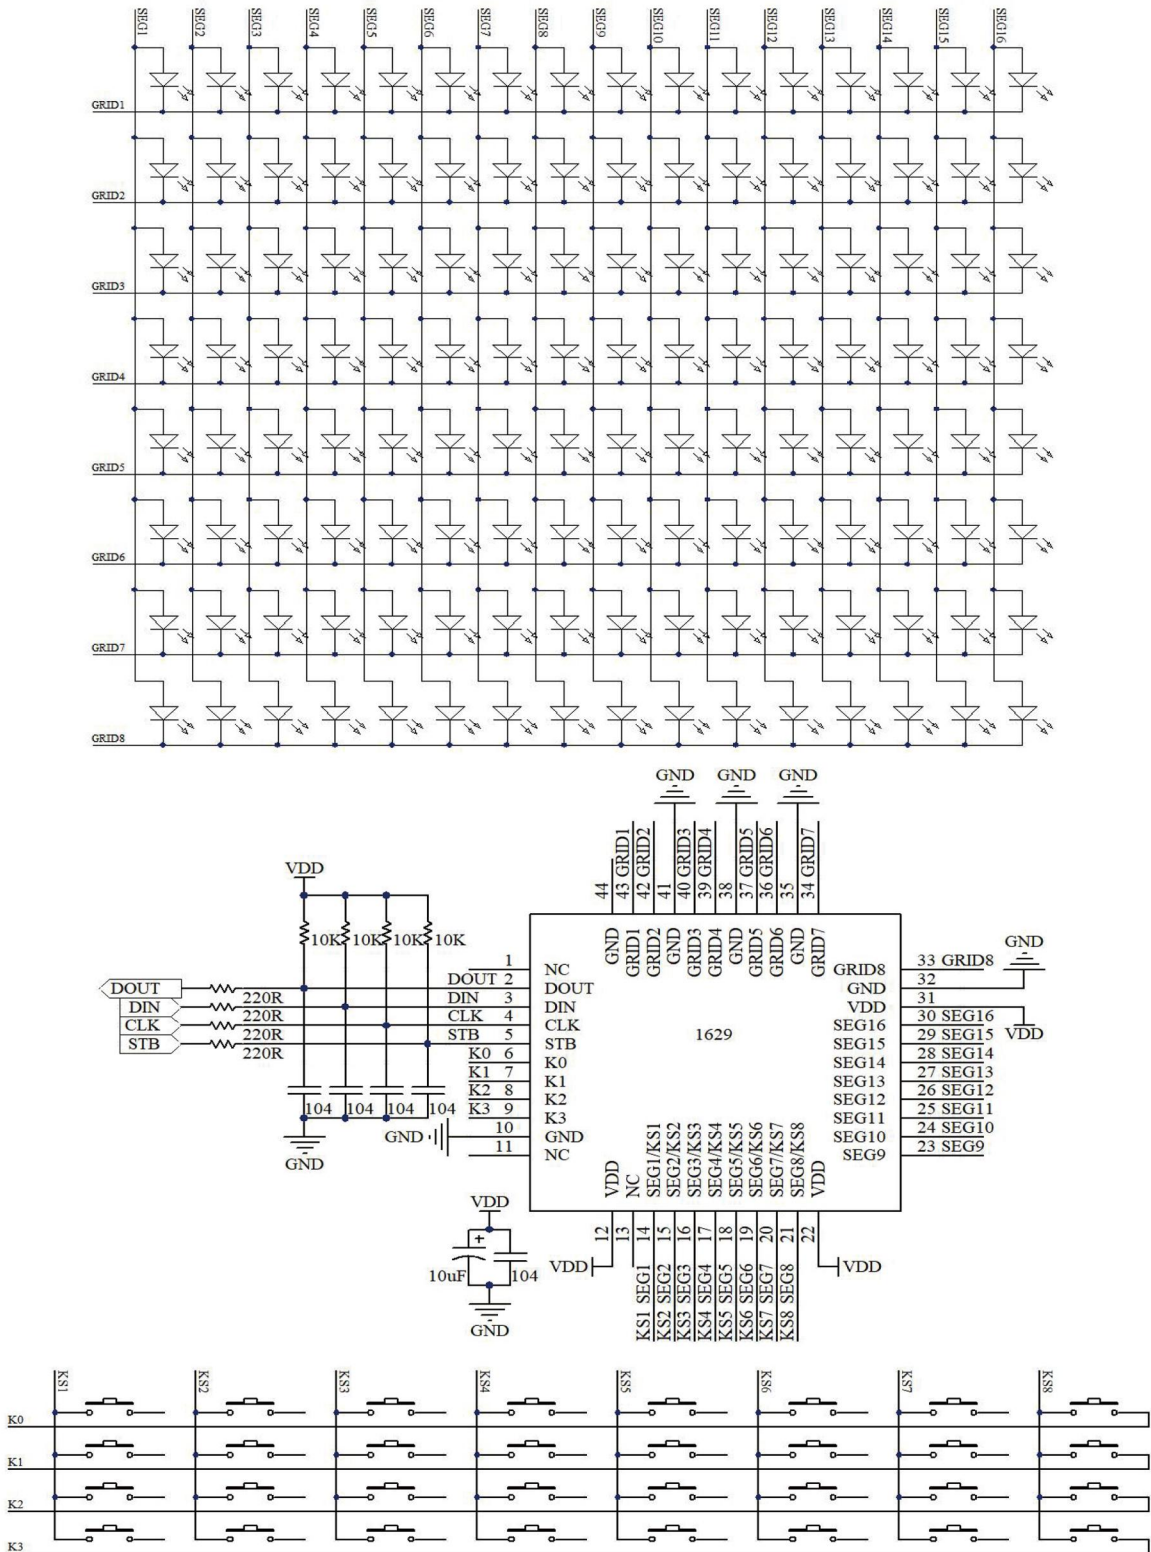 SEG1 SEG2 SEG3 SEG4 SEG5 SEG6 SEG7 SEG8 SEG9 SEG10 SEG11 SEG12 SEG13 SEG14 SEG15 SEG16
GRID1
GRID2
GRID3
GRID4
GRID5
GRID6
GRID7
GRID8
GND GND GND
44 43 GRID1 42 GRID2 41 40 GRID3 39 GRID4 38 37 GRID5 36 GRID6 35 34 GRID7
VDD
10K 10K 10K 10K
GND GRID1 GRID2 GND GRID3 GRID4 GND GRID5 GRID6 GND GRID7
GND
1 NC GRID8 33 GRID8
DOUT 220R DOUT 2 DOUT GND 32
DIN 220R DIN 3 DIN VDD 31
CLK 220R CLK 4 CLK SEG16 30 SEG16
VDD
STB 220R STB 5 STB SEG15 29 SEG15
1629
K0 6 K0 SEG14 28 SEG14
K1 7 K1 SEG13 27 SEG13
K2 8 K2 SEG12 26 SEG12
104 104 104 104
K3 9 K3 SEG11 25 SEG11
GND 10 GND SEG10 24 SEG10
11 NC SEG9 23 SEG9
GND
VDD NC SEG1/KS1 SEG2/KS2 SEG3/KS3 SEG4/KS4 SEG5/KS5 SEG6/KS6 SEG7/KS7 SEG8/KS8 VDD
VDD
12 13 14 15 16 17 18 19 20 21 22
+
10uF 104
VDD VDD
KS1 SEG1 KS2 SEG2 KS3 SEG3 KS4 SEG4 KS5 SEG5 KS6 SEG6 KS7 SEG7 KS8 SEG8
GND
KS1 KS2 KS3 KS4 KS5 KS6 KS7 KS8
K0
K1
K2
K3